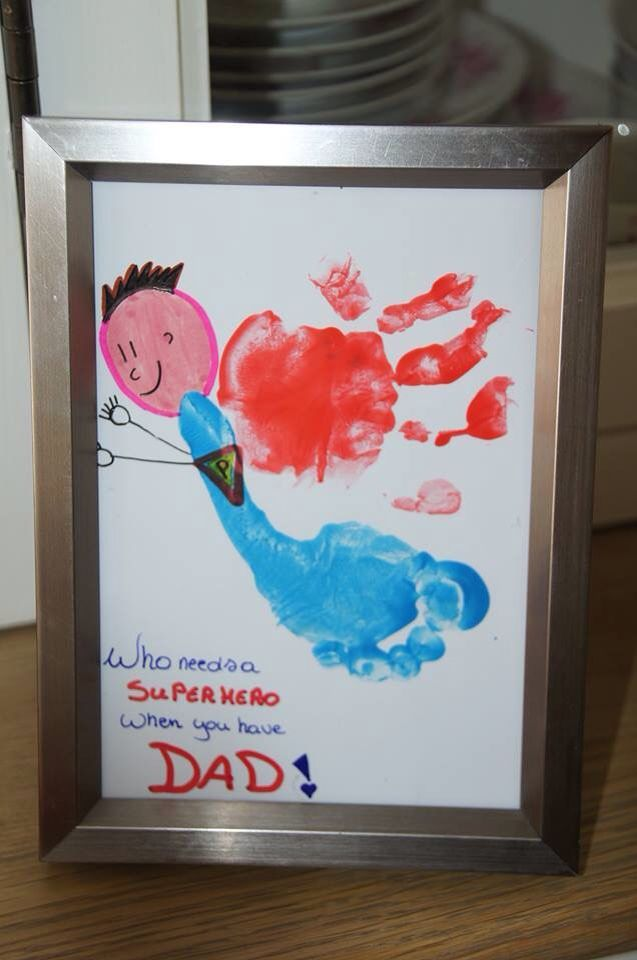 P
Who needs a
SUPERHERO
when you have
DAD!